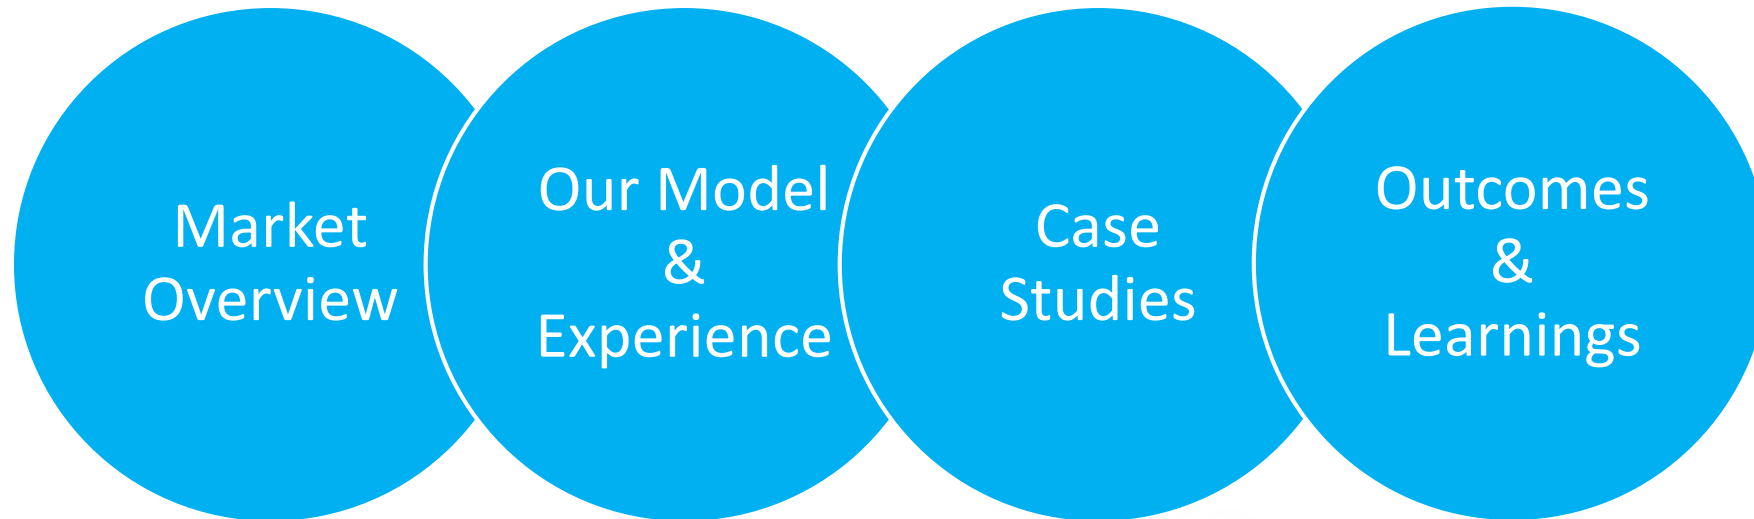 Market
Overview
Our Model
&
Experience
Case
Studies
Outcomes
&
Learnings